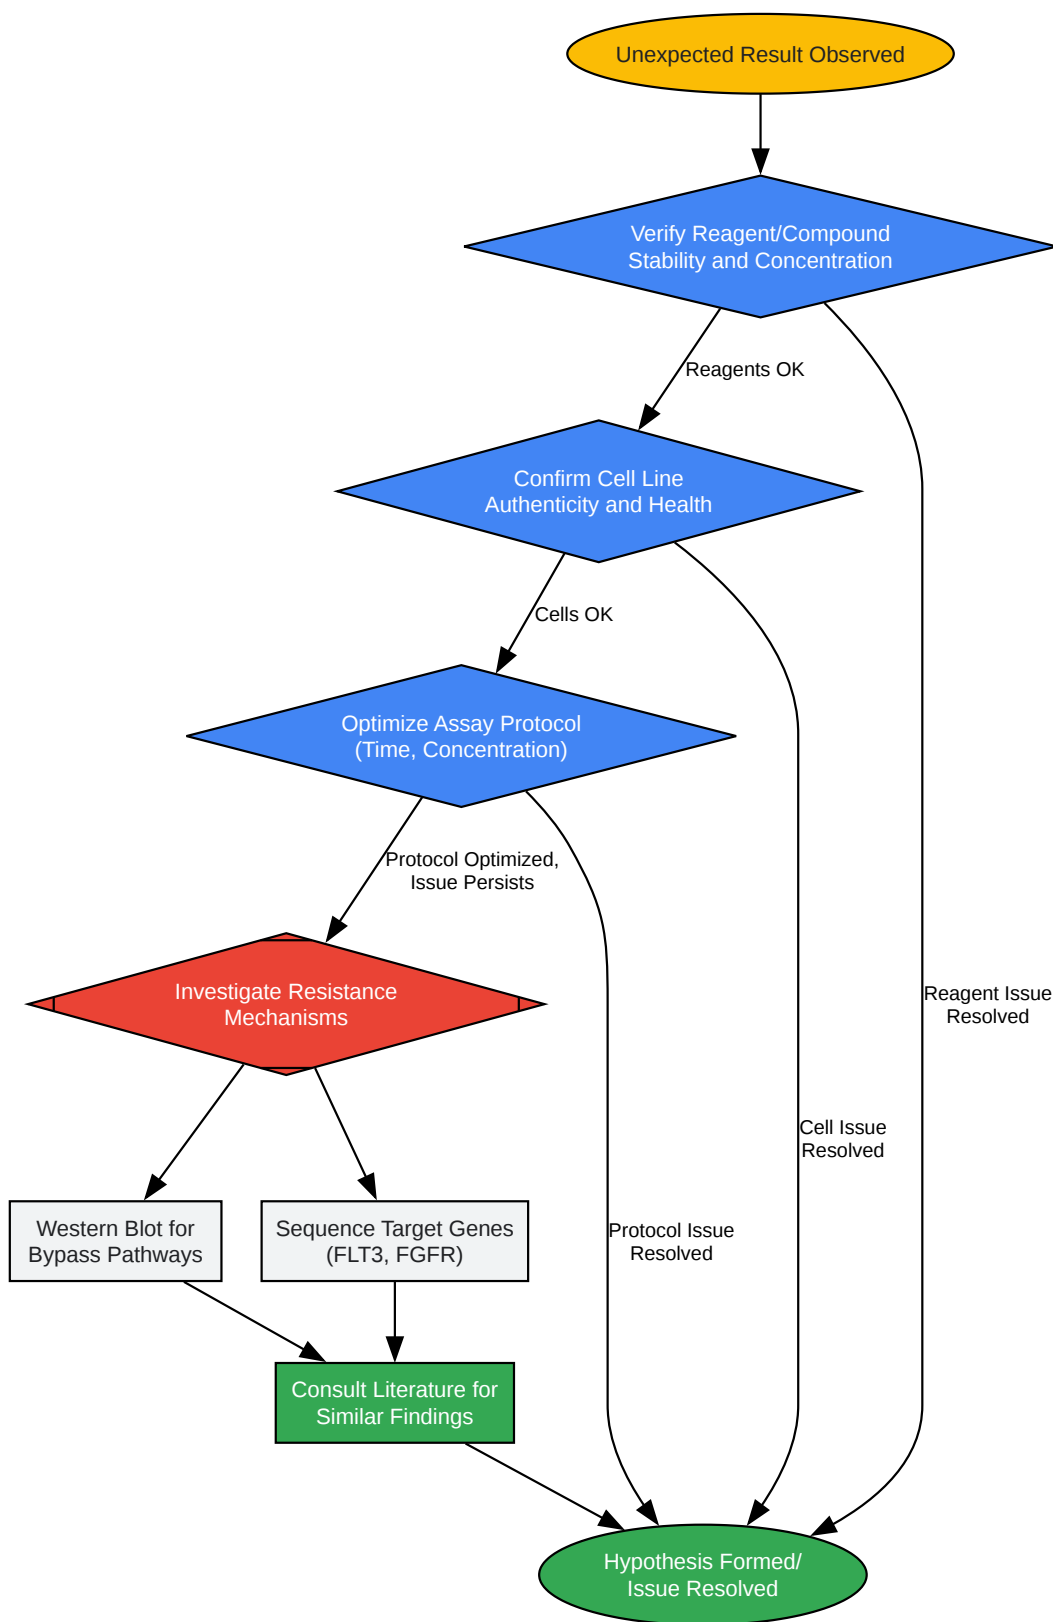 Unexpected Result Observed
Verify Reagent/Compound
Stability and Concentration
Reagents OK
Confirm Cell Line
Authenticity and Health
Cells OK
Optimize Assay Protocol
(Time, Concentration)
Protocol Optimized,
Issue Persists
Investigate Resistance
Mechanisms
Reagent Issue
Resolved
Cell Issue
Resolved
Western Blot for
Bypass Pathways
Sequence Target Genes
(FLT3, FGFR)
Protocol Issue
Resolved
Consult Literature for
Similar Findings
Hypothesis Formed/
Issue Resolved